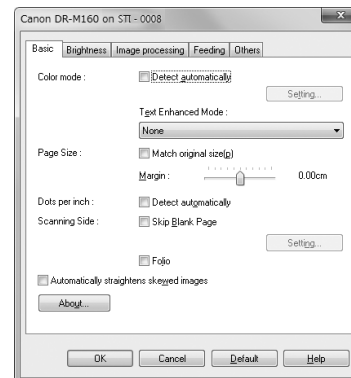 Canon DR-M160 on STI - 0008
x
Basic Brightness Image processing Feeding Others
Color mode : Detect automatically
Setting...
Text Enhanced Mode :
None
Page Size : Match original size(p)
Margin : 0.00cm
Dots per inch : Detect automatically
Scanning Side : Skip Blank Page
Setting...
Folio
Automatically straightens skewed images
About...
OK Cancel Default Help